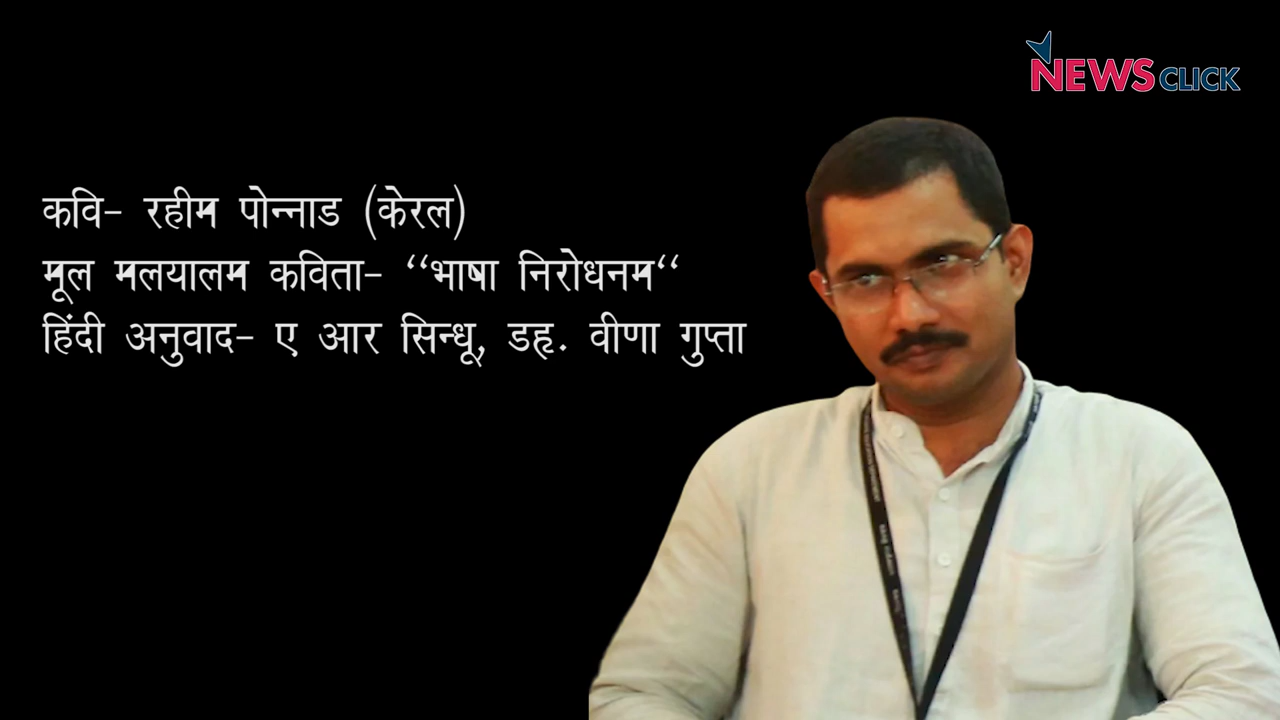 NEWSCLICK
कवि- रहीम पोन्नाड (केरल)
मूल मलयालम कविता- “भाषा निरोधनम“
हिंदी अनुवाद- ए आर सिन्धू, डहृ. वीणा गुप्ता